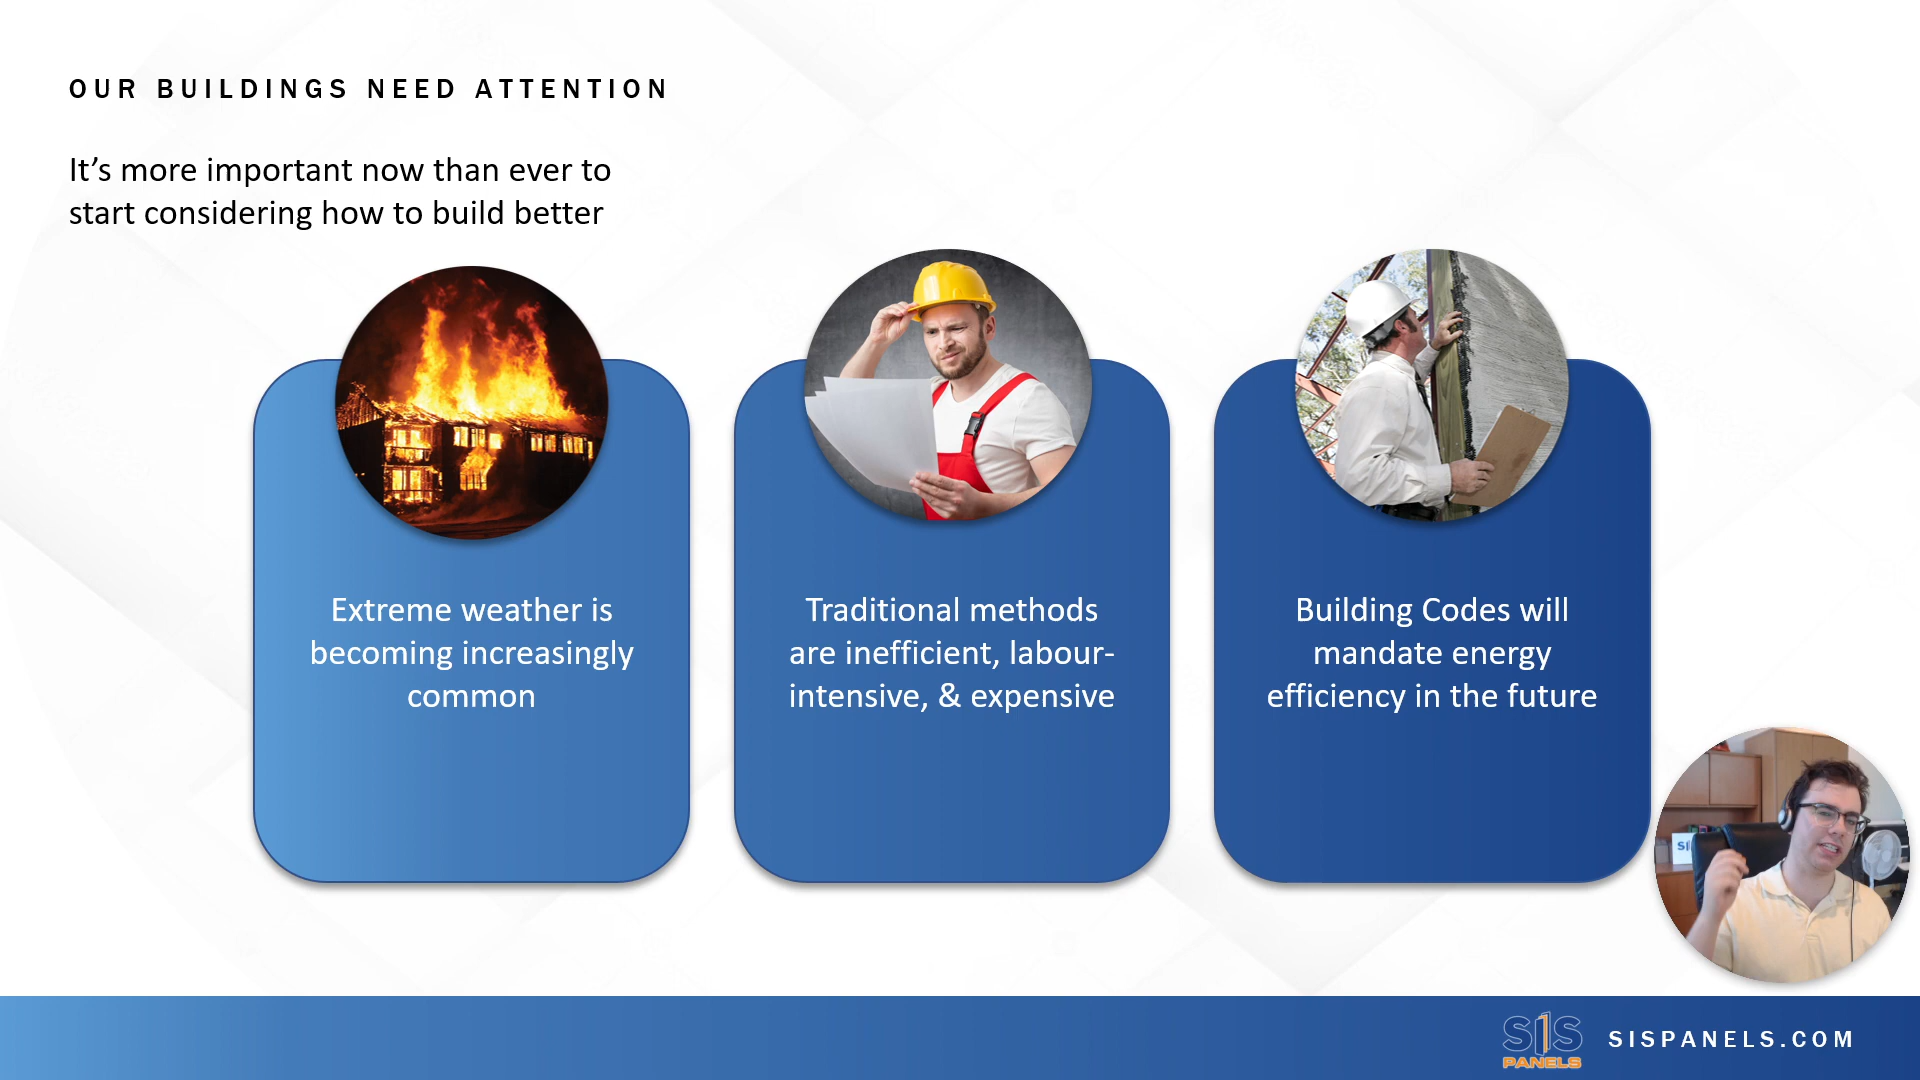 OUR BUILDINGS NEED ATTENTION
It’s more important now than ever to
start considering how to build better
Extreme weather is
becoming increasingly
common
Traditional methods
are inefficient, labour-
intensive, & expensive
Building Codes will
mandate energy
efficiency in the future
SIS
PANELS
SISPANELS.COM